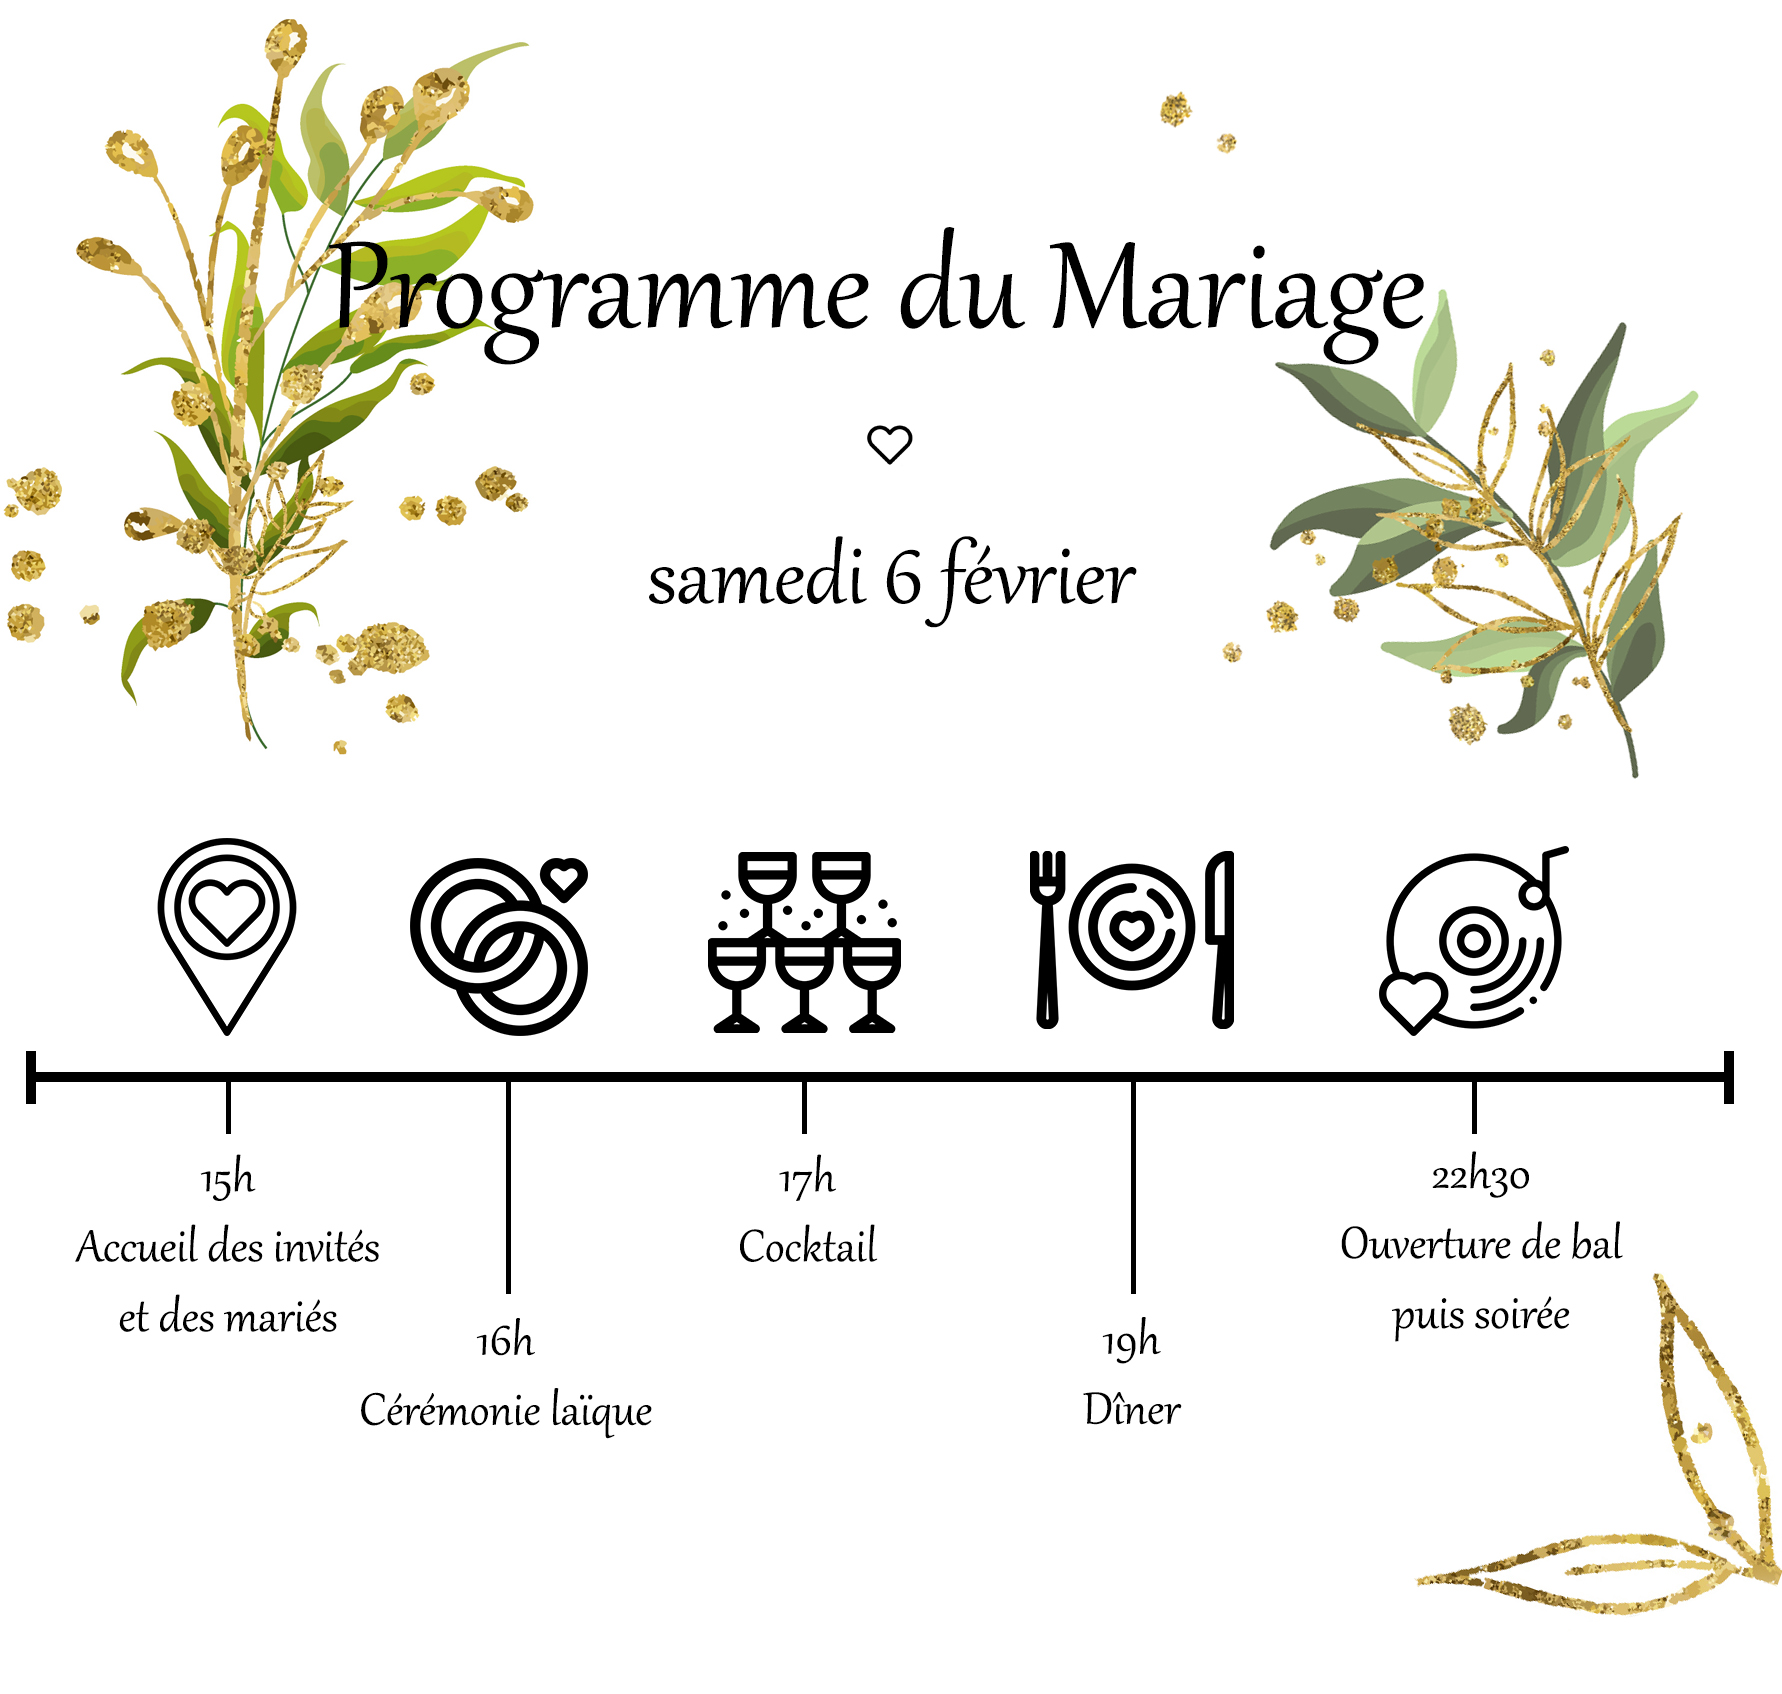 Programme du Mariage
samedi 6 février
15h
Accueil des invités
et des mariés
16h
Cérémonie laïque
17h
Cocktail
19h
Dîner
22h30
Ouverture de bal
puis soirée